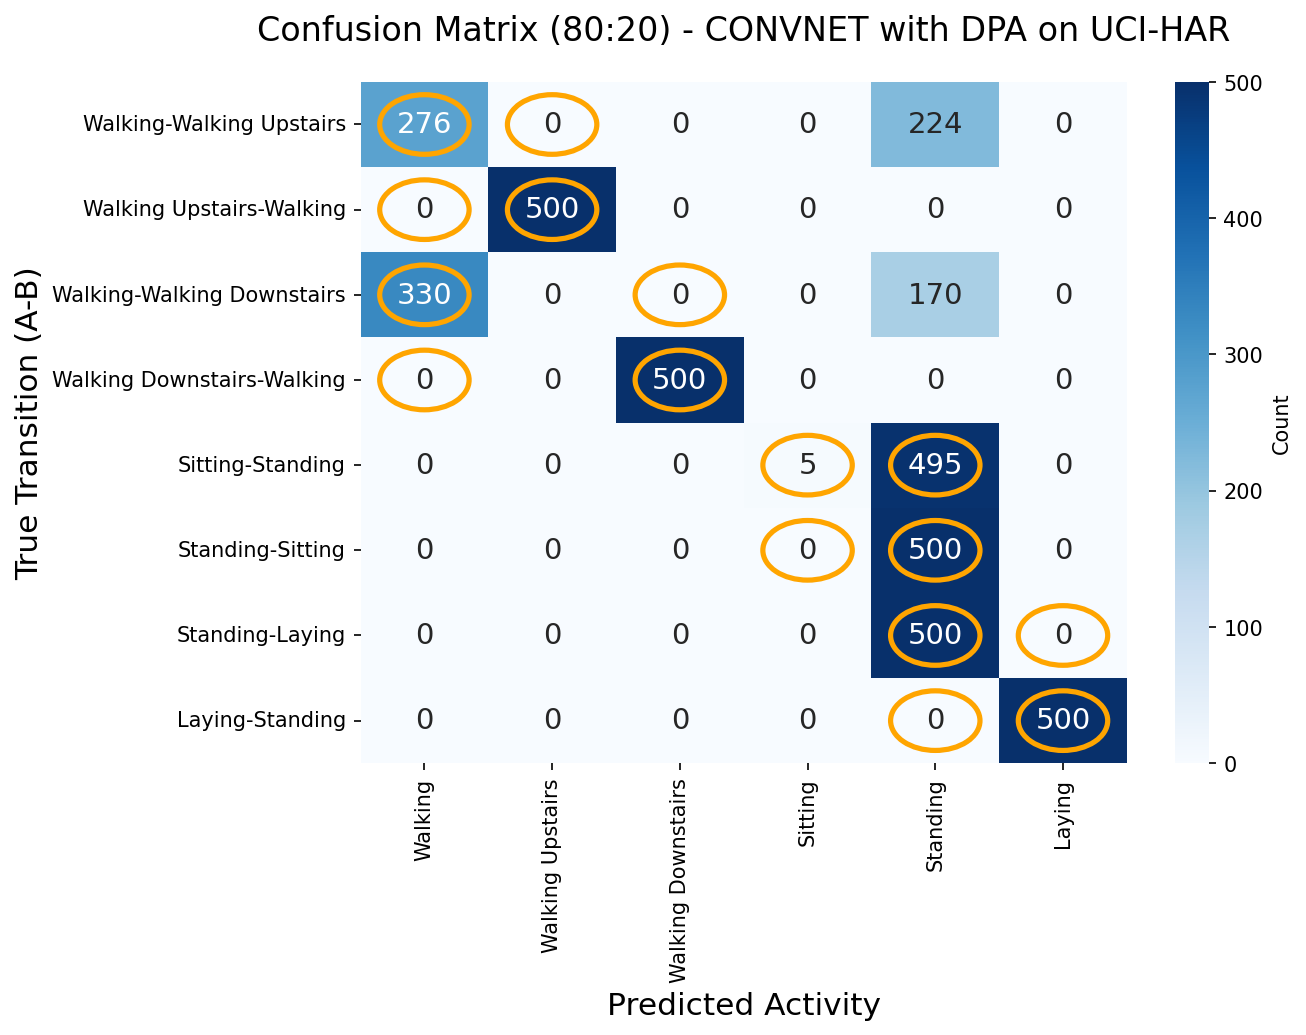 Confusion Matrix (80:20) - CONVNET with DPA on UCI-HAR
True Transition (A-B)
Walking-Walking Upstairs 276 0 0 0 224 0
Walking Upstairs-Walking 0 500 0 0 0 0
Walking-Walking Downstairs 330 0 0 0 170 0
Walking Downstairs-Walking 0 0 500 0 0 0
Sitting-Standing 0 0 0 5 495 0
Standing-Sitting 0 0 0 0 500 0
Standing-Laying 0 0 0 0 500 0
Laying-Standing 0 0 0 0 0 500
Walking
Walking Upstairs
Walking Downstairs
Sitting
Standing
Laying
Predicted Activity
500
400
300
200
100
0
Count